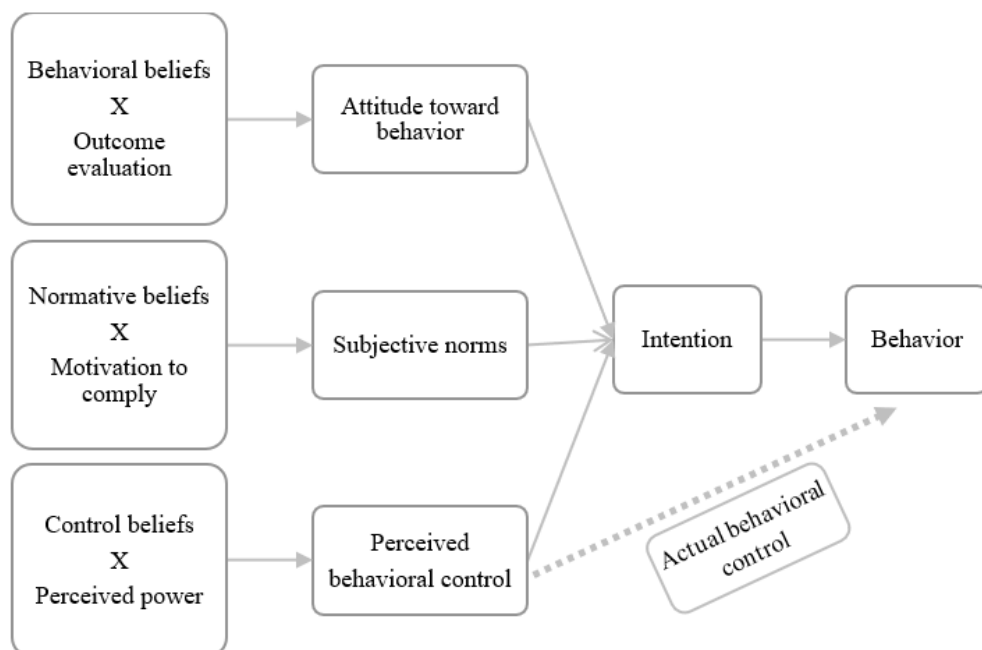 Behavioral beliefs
X
Outcome
evaluation
Attitude toward
behavior
Normative beliefs
X
Motivation to
comply
Subjective norms
Intention
Behavior
Control beliefs
X
Perceived power
Perceived
behavioral control
Actual behavioral
control